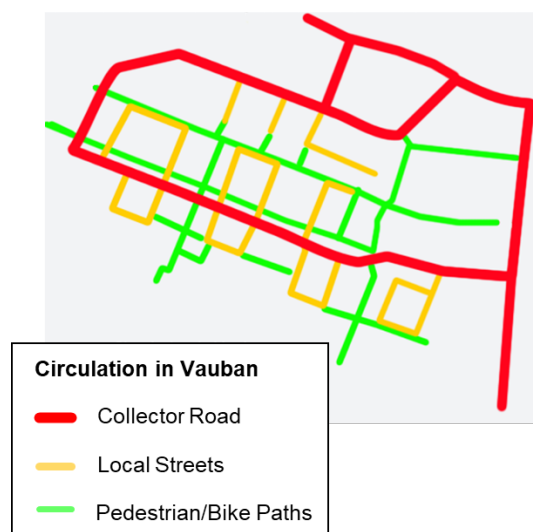 Circulation in Vauban
Collector Road
Local Streets
Pedestrian/Bike Paths